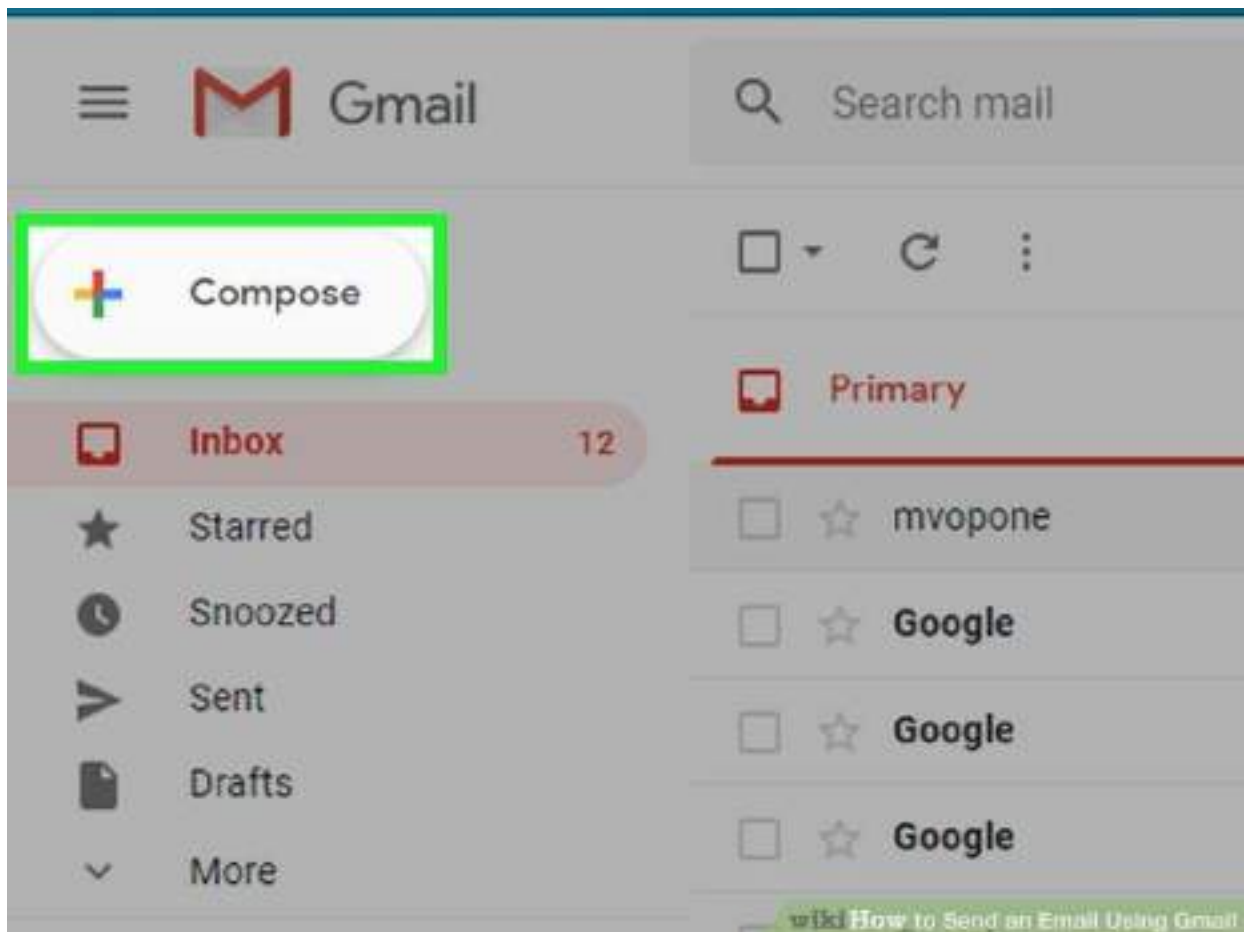 Gmail
Search mail
Compose
Primary
Inbox 12
Starred
Snoozed
Sent
Drafts
More
mvopone
Google
Google
Google
wikiHow to Send an Email Using Gmail